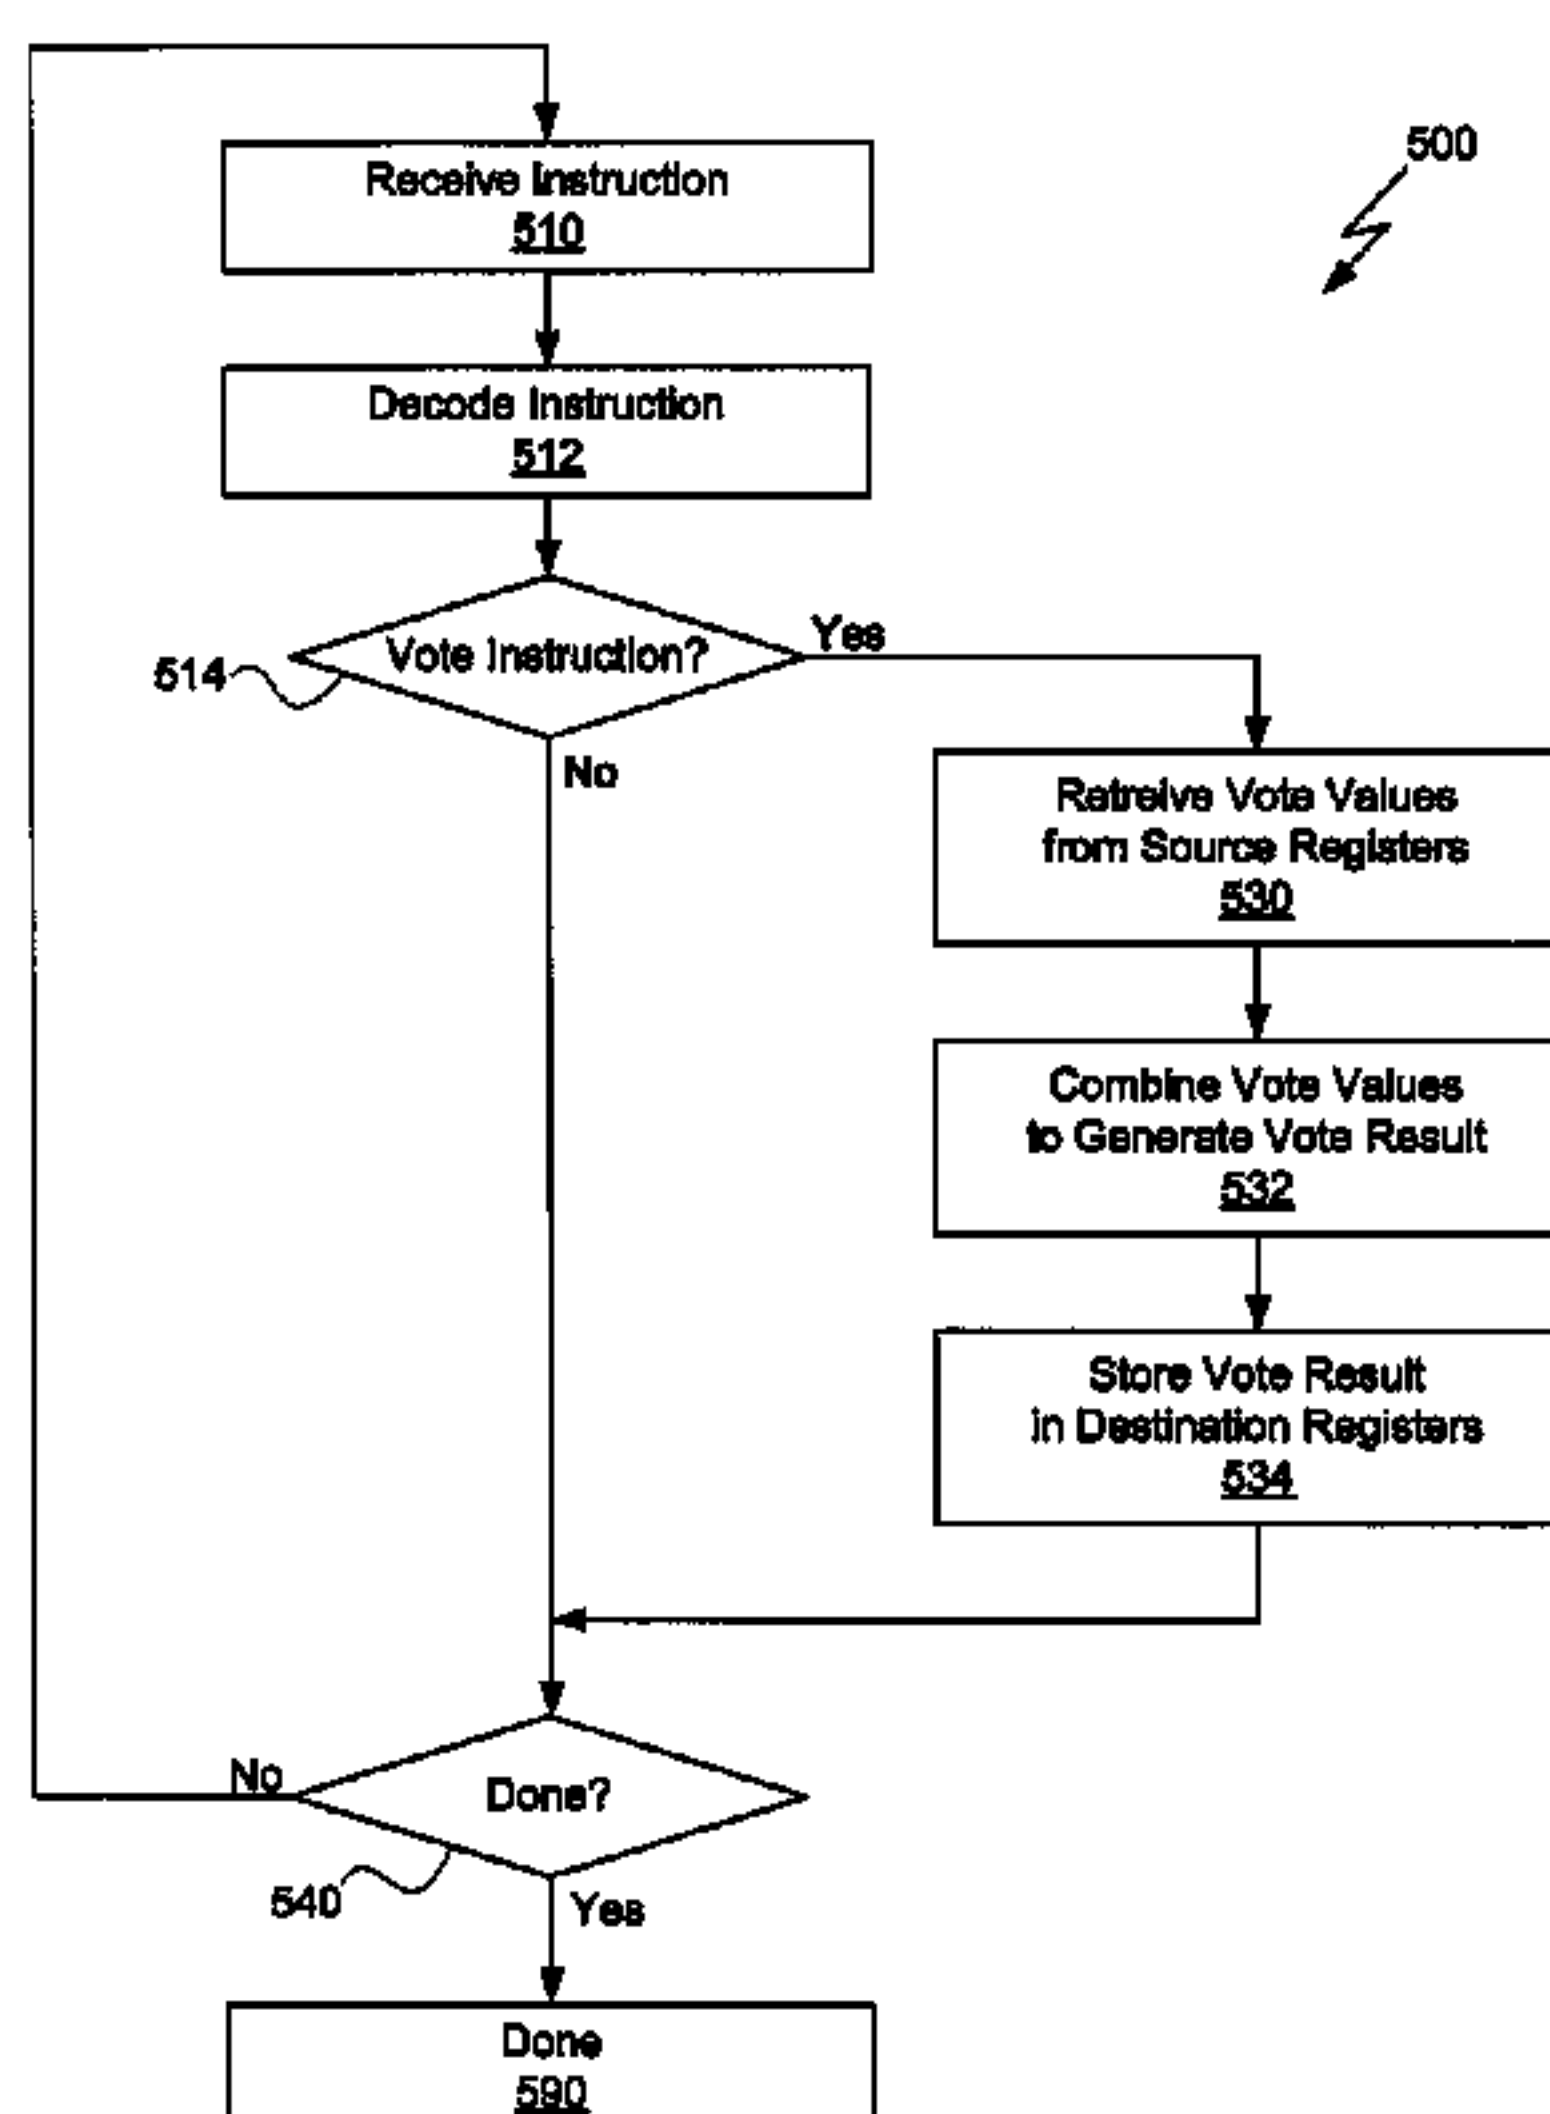 500
Receive Instruction
510
Decode Instruction
512
Vote Instruction?
514
Yes
No
Retreive Vote Values
from Source Registers
530
Combine Vote Values
to Generate Vote Result
532
Store Vote Result
in Destination Registers
534
Done?
No
540
Yes
Done
590